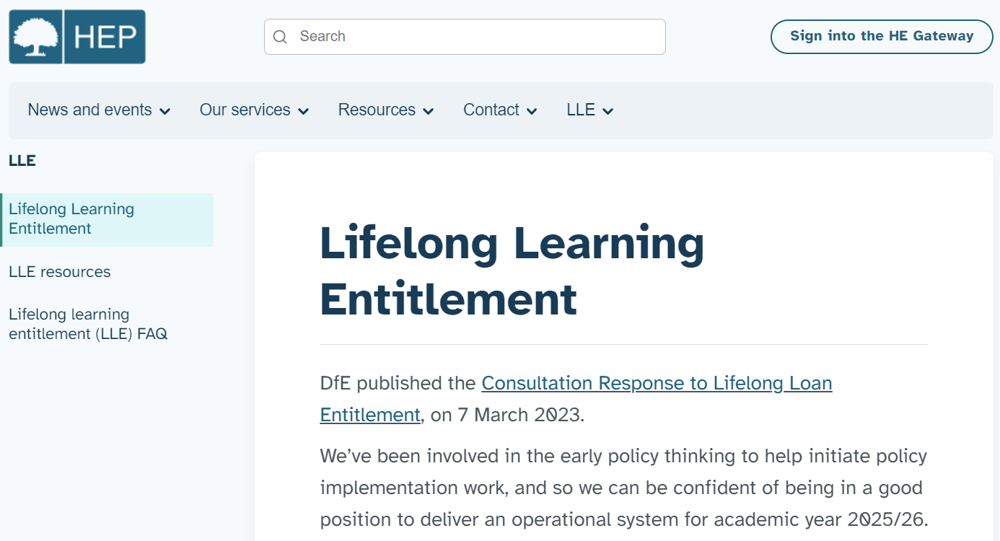 HEP
Search
Sign into the HE Gateway
News and events
Our services
Resources
Contact
LLE
LLE
Lifelong Learning
Entitlement
LLE resources
Lifelong learning
entitlement (LLE) FAQ
Lifelong Learning
Entitlement
DfE published the Consultation Response to Lifelong Loan
Entitlement, on 7 March 2023.
We’ve been involved in the early policy thinking to help initiate policy
implementation work, and so we can be confident of being in a good
position to deliver an operational system for academic year 2025/26.